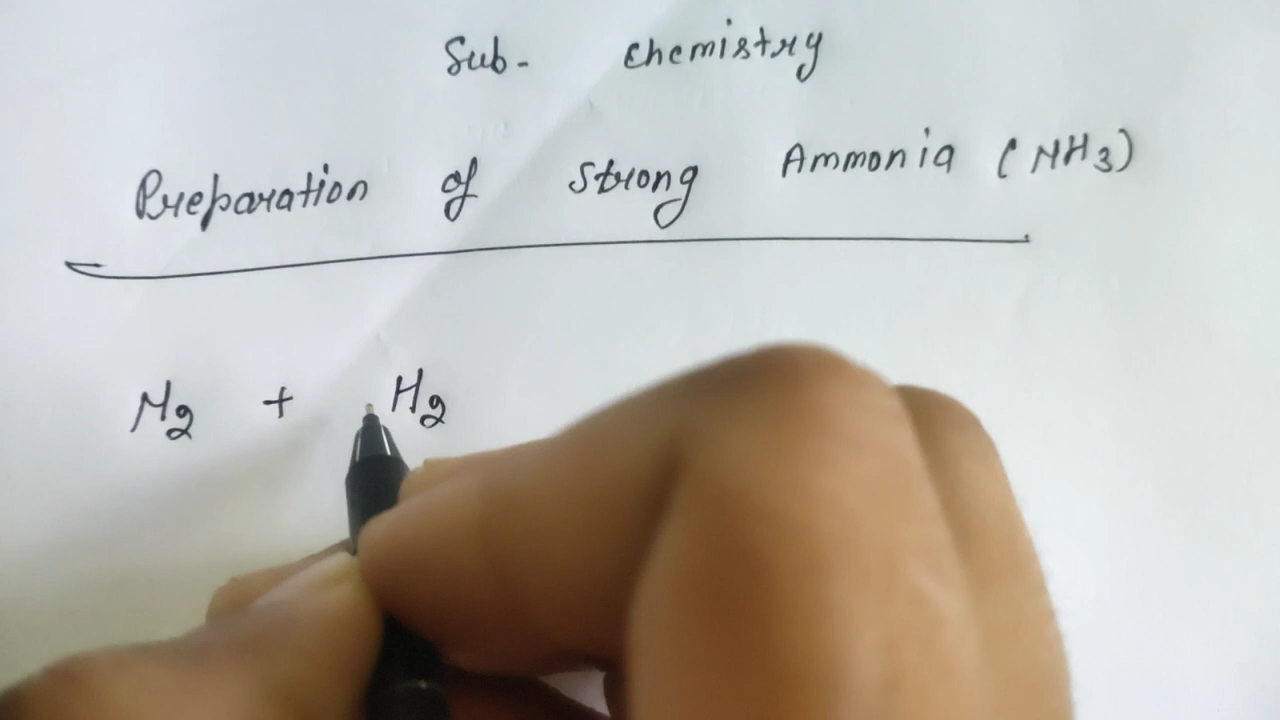 Sub- Chemistry
Preparation of Strong Ammonia (NH3)
N2 + H2